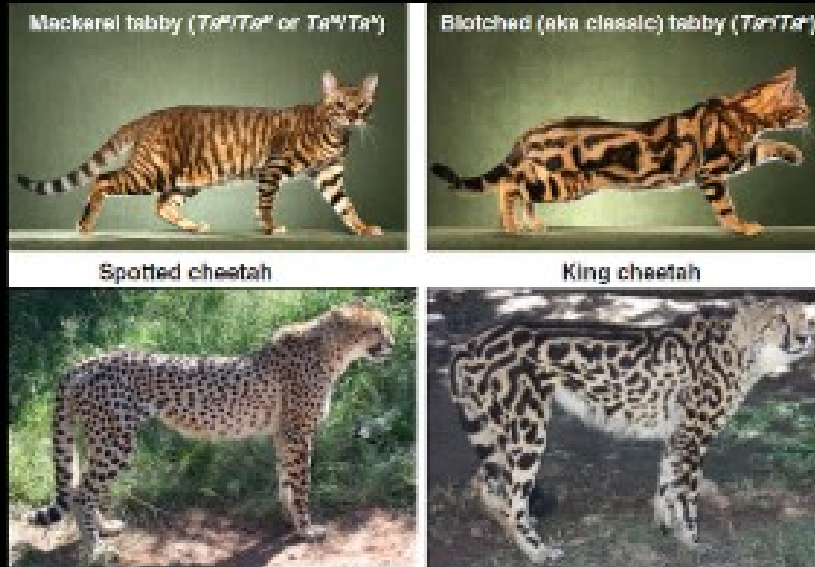 Mackerel tabby (Taᴹ/Taᴹ or Taᴹ/Taᵇ)
Blotched (aka classic) tabby (Taᵇ/Taᵇ)
Spotted cheetah
King cheetah